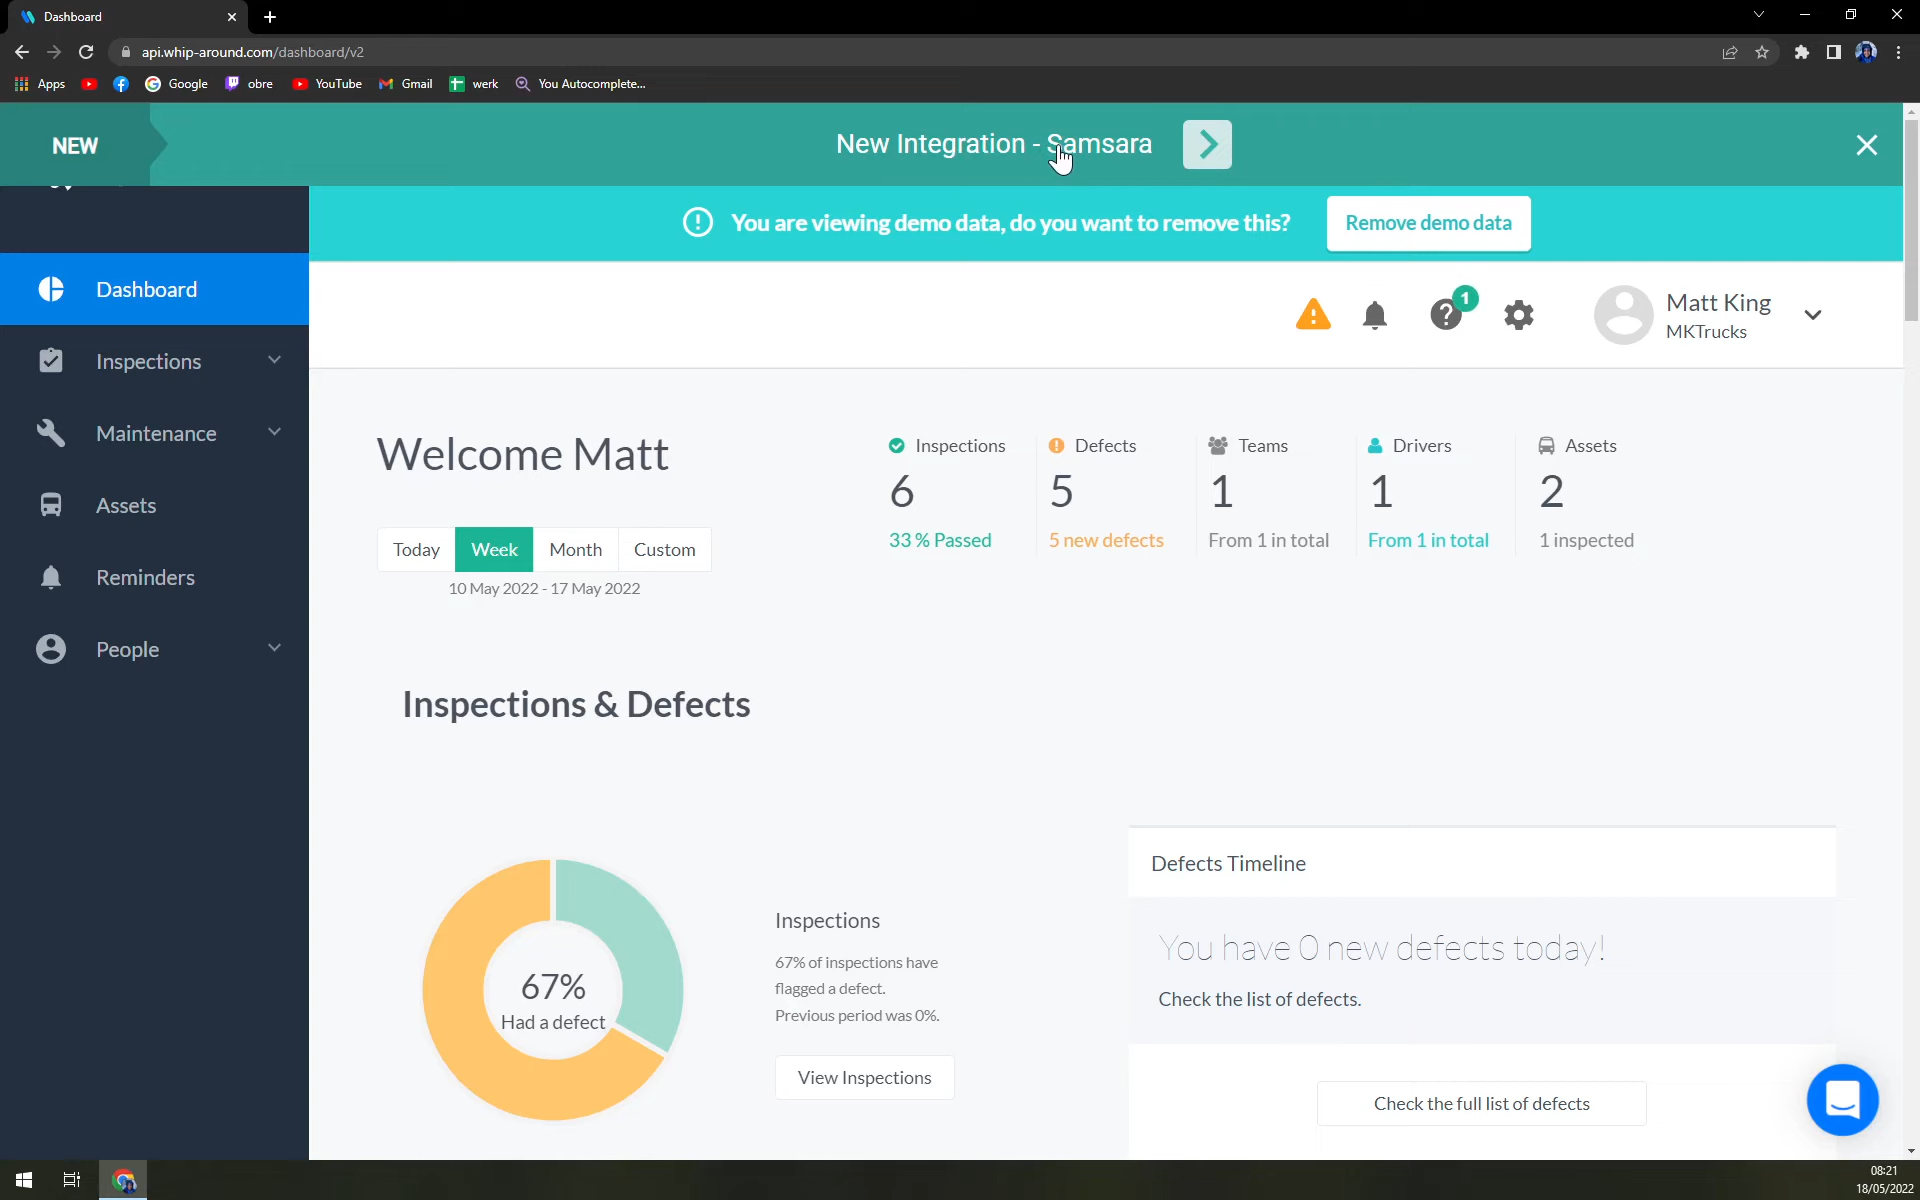 Dashboard
api.whip-around.com/dashboard/v2
Apps
Google
obre
YouTube
Gmail
werk
You Autocomplete...
NEW
New Integration - Samsara
You are viewing demo data, do you want to remove this?
Remove demo data
Dashboard
Inspections
Maintenance
Assets
Reminders
People
1
Matt King
MKTrucks
Welcome Matt
Today
Week
Month
Custom
10 May 2022 - 17 May 2022
Inspections
6
33 % Passed
Defects
5
5 new defects
Teams
1
From 1 in total
Drivers
1
From 1 in total
Assets
2
1 inspected
Inspections & Defects
67%
Had a defect
Inspections
67% of inspections have
flagged a defect.
Previous period was 0%.
View Inspections
Defects Timeline
You have 0 new defects today!
Check the list of defects.
Check the full list of defects
08:21
18/05/2022